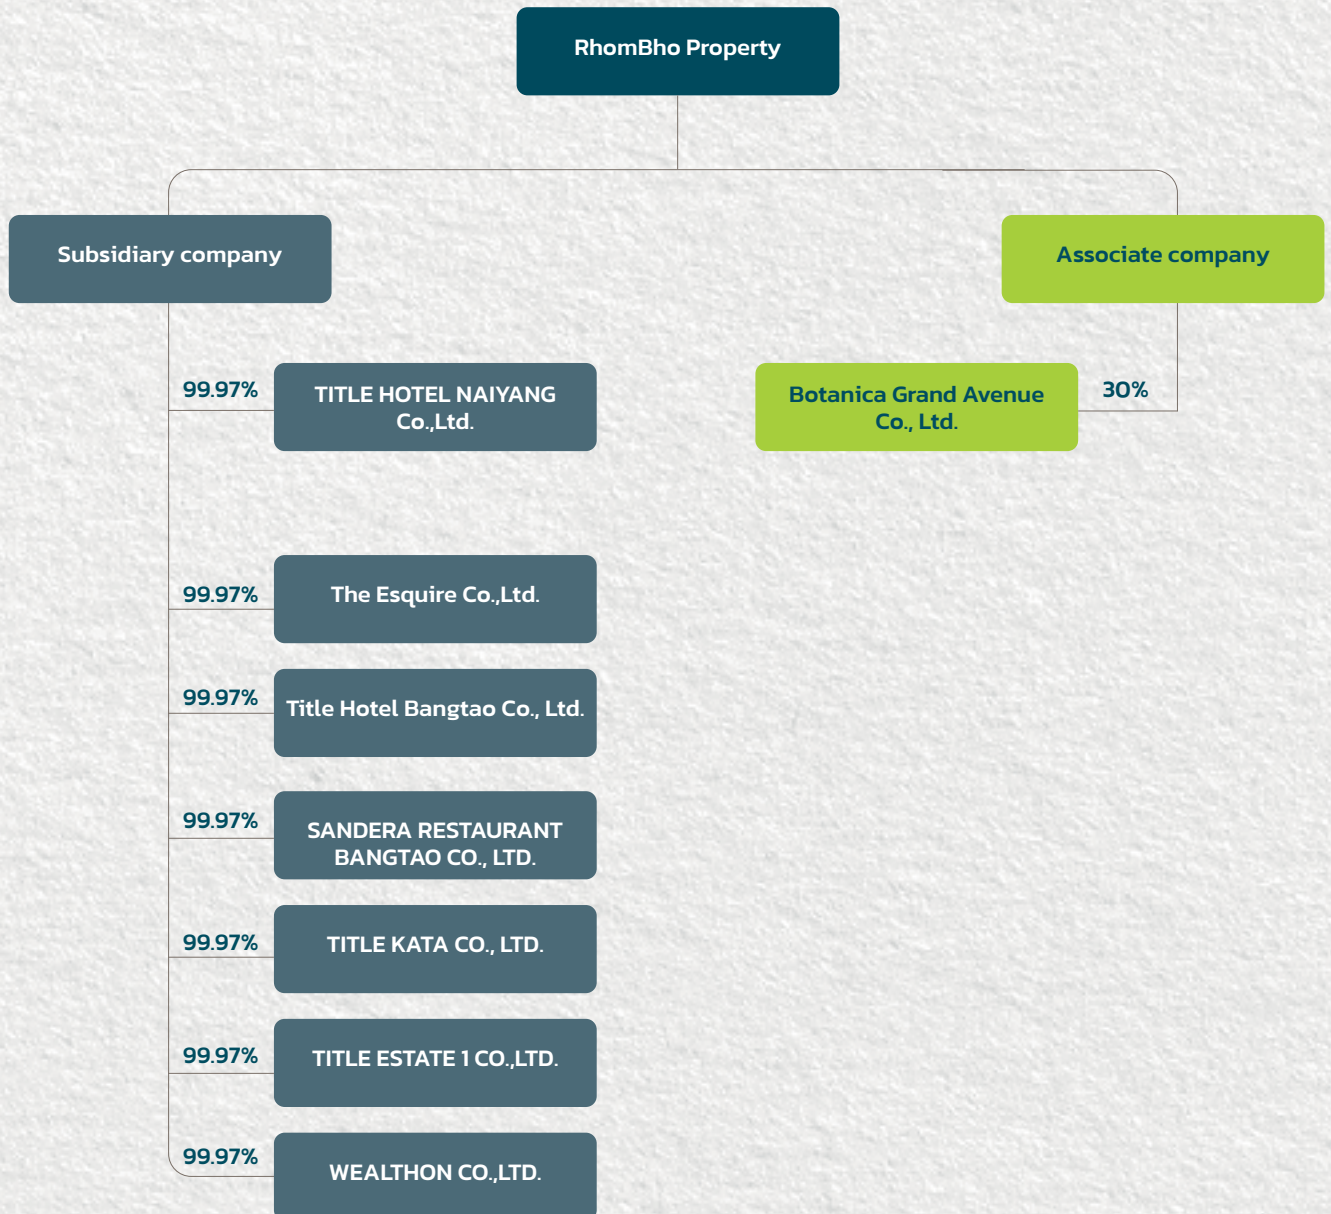 RhomBho Property
Subsidiary company
Associate company
99.97%
TITLE HOTEL NAIYANG
Co.,Ltd.
Botanica Grand Avenue
Co., Ltd.
30%
99.97%
The Esquire Co.,Ltd.
99.97%
Title Hotel Bangtao Co., Ltd.
99.97%
SANDERA RESTAURANT
BANGTAO CO., LTD.
99.97%
TITLE KATA CO., LTD.
99.97%
TITLE ESTATE 1 CO.,LTD.
99.97%
WEALTHON CO.,LTD.